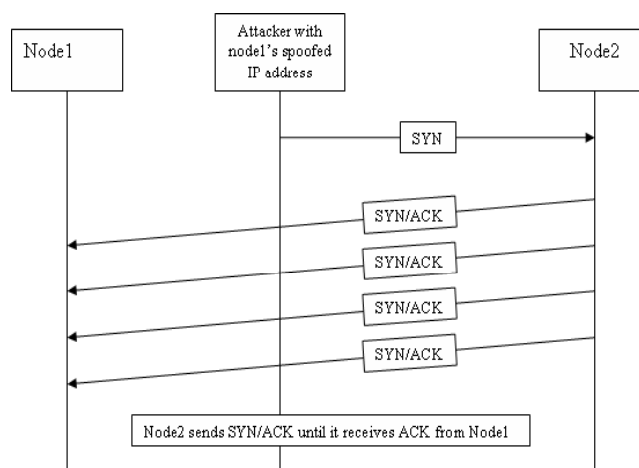 Node1
Attacker with
node1's spoofed
IP address
Node2
SYN
SYN/ACK
SYN/ACK
SYN/ACK
SYN/ACK
Node2 sends SYN/ACK until it receives ACK from Node1